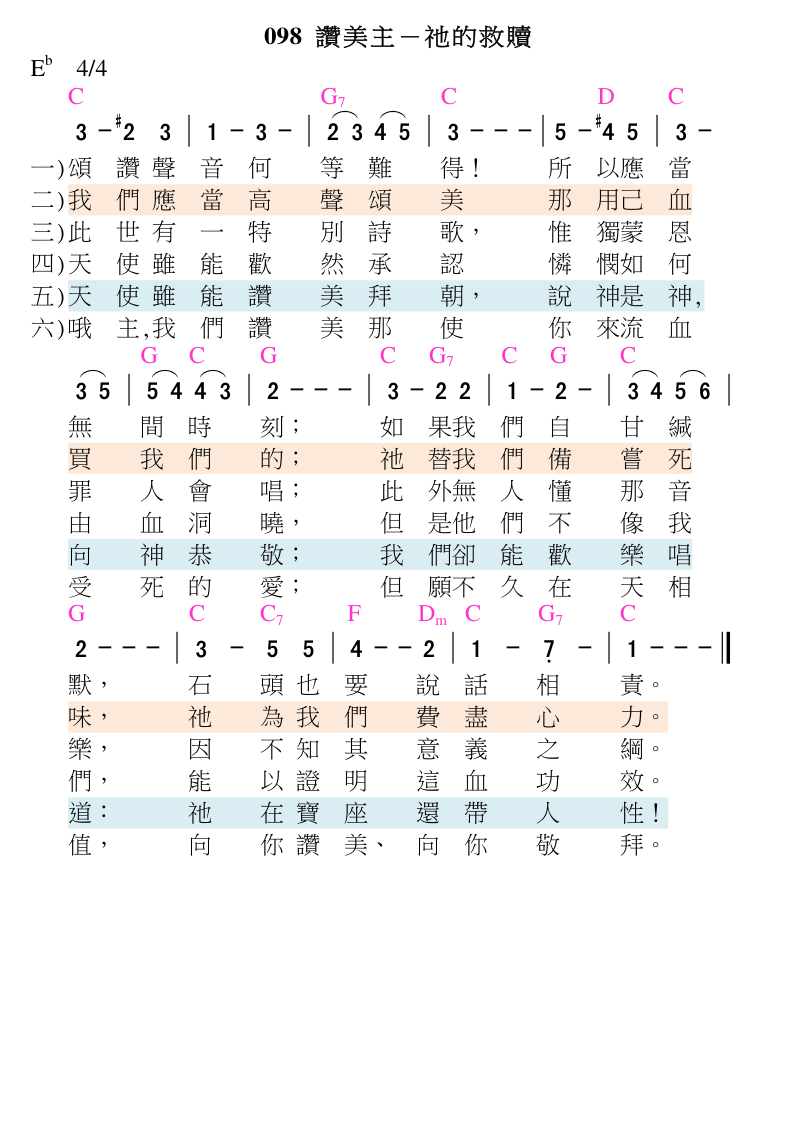 098 讚美主－祂的救贖
E♭ 4/4
C G7 C D C
3 - #2 3 | 1 - 3 - | 2 3 4 5 | 3 - - - | 5 - #4 5 | 3 -
一)頌 讚 聲 音 何 等 難 得！ 所 以應 當
二)我 們 應 當 高 聲 頌 美 那 用己 血
三)此 世 有 一 特 別 詩 歌， 惟 獨蒙 恩
四)天 使 雖 能 歡 然 承 認 憐 憫如 何
五)天 使 雖 能 讚 美 拜 朝， 說 神是 神,
六)哦 主,我 們 讚 美 那 使 你 來流 血
G C G C G7 C G C
3 5 | 5 4 4 3 | 2 - - - | 3 - 2 2 | 1 - 2 - | 3 4 5 6 |
無 間 時 刻； 如 果我 們 自 甘 緘
買 我 們 的； 祂 替我 們 備 嘗 死
罪 人 會 唱； 此 外無 人 懂 那 音
由 血 洞 曉， 但 是他 們 不 像 我
向 神 恭 敬； 我 們卻 能 歡 樂 唱
受 死 的 愛； 但 願不 久 在 天 相
G C C7 F Dm C G7 C
2 - - - | 3 - 5 5 | 4 - - 2 | 1 - 7̣ - | 1 - - - ‖
默， 石 頭 也 要 說 話 相 責。
味， 祂 為 我 們 費 盡 心 力。
樂， 因 不 知 其 意 義 之 綱。
們， 能 以 證 明 這 血 功 效。
道： 祂 在 寶 座 還 帶 人 性！
值， 向 你 讚 美、 向 你 敬 拜。